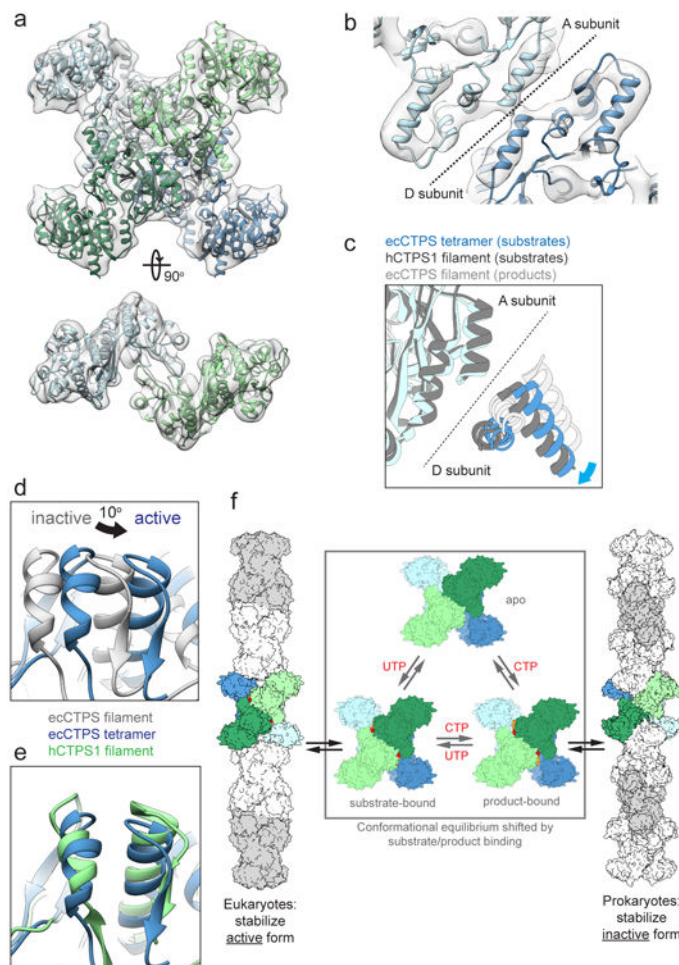 a
90°
b
A subunit
D subunit
c
ecCTPS tetramer (substrates)
hCTPS1 filament (substrates)
ecCTPS filament (products)
A subunit
D subunit
d
inactive 10° active
ecCTPS filament
ecCTPS tetramer
hCTPS1 filament
e
f
apo
UTP
CTP
CTP
UTP
substrate-bound
product-bound
Conformational equilibrium shifted by
substrate/product binding
Eukaryotes:
stabilize
active form
Prokaryotes:
stabilize
inactive form